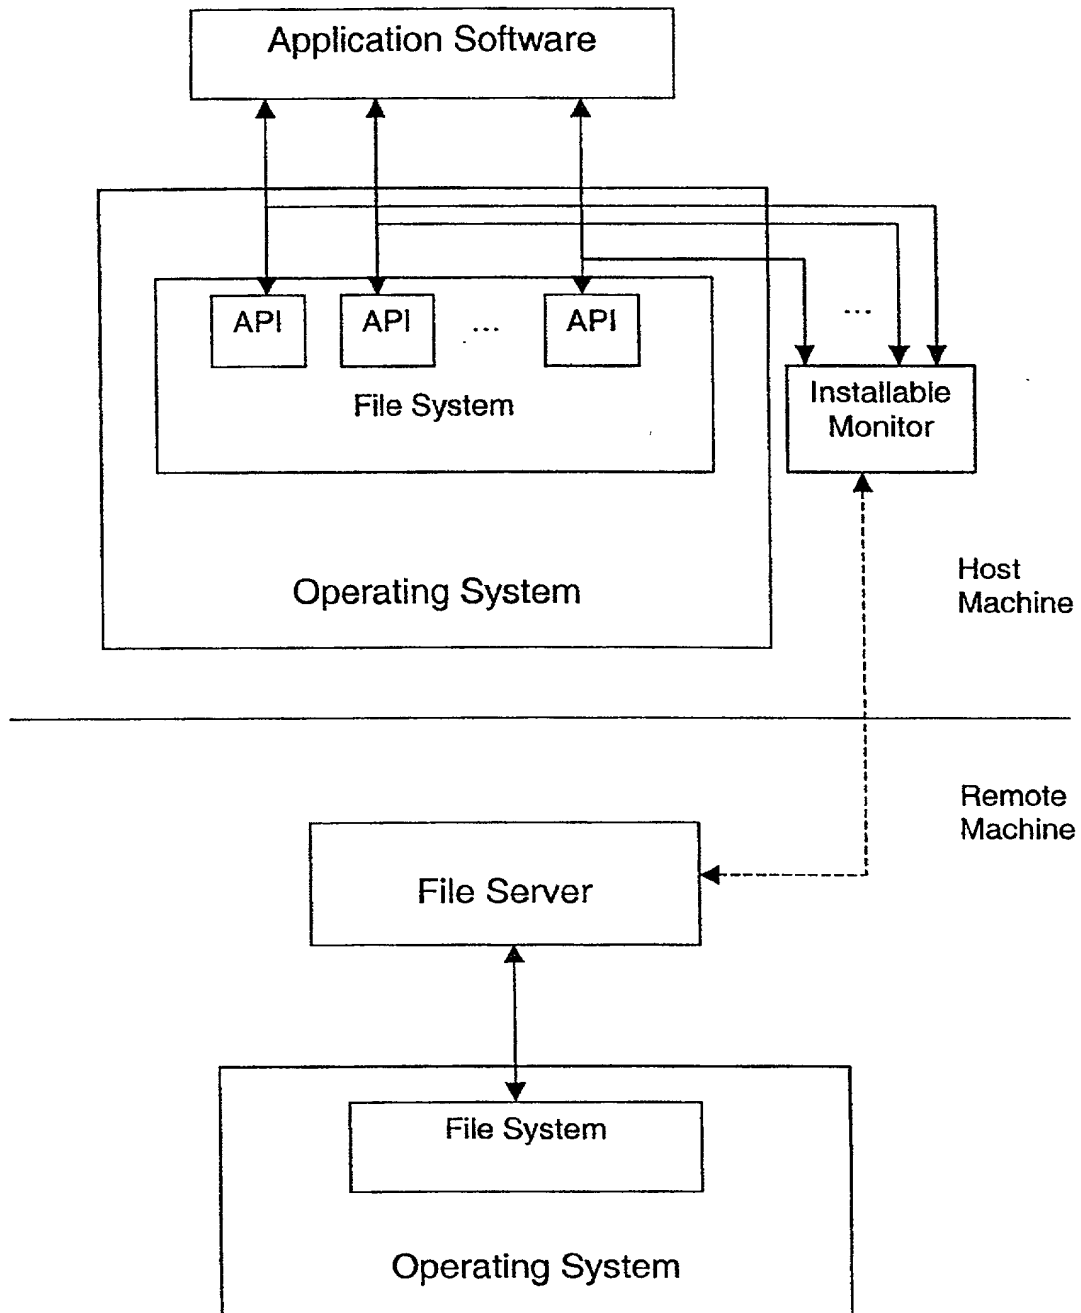 Application Software
API
API
...
API
...
File System
Installable
Monitor
Operating System
Host
Machine
Remote
Machine
File Server
File System
Operating System